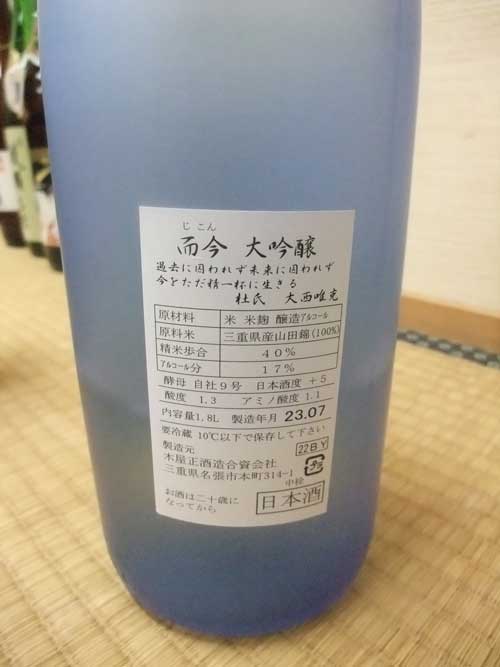 じ こん
而今 大吟醸
過去に囚われず未来に囚われず
今をただ精一杯に生きる
杜氏 大西唯克
原材料 米 米麹 醸造アルコール
原料米 三重県産山田錦(100%)
精米歩合 40%
アルコール分 17%
酵母 自社9号 日本酒度 +5
酸度 1.3 アミノ酸度 1.1
内容量1.8L 製造年月 23.07
要冷蔵 10℃以下で保存して下さい
製造元 22BY
木屋正酒造合資会社
三重県名張市本町314-1
プラ
中栓
お酒は二十歳に
なってから
日本酒